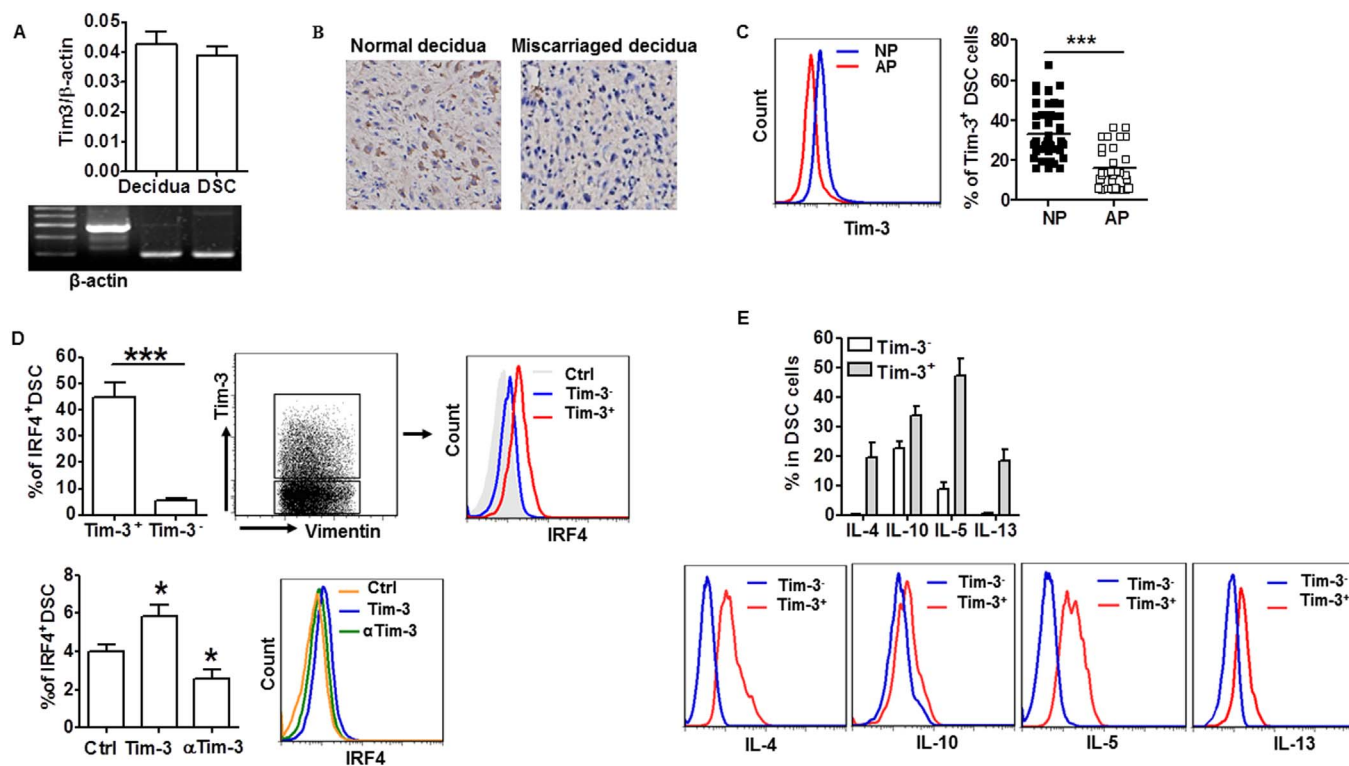 A
Tim3/β-actin
0.05
0.04
0.03
0.02
0.01
0.00
Decidua DSC
β-actin
B
Normal decidua
Miscarriaged decidua
C
Count
NP
AP
Tim-3
***
% of Tim-3+ DSC cells
80
60
40
20
0
NP AP
D
%of IRF4+DSC
60
50
40
30
20
10
0
***
Tim-3+ Tim-3-
Tim-3
Vimentin
Count
Ctrl
Tim-3-
Tim-3+
IRF4
%of IRF4+DSC
8
6
4
2
0
*
*
Ctrl Tim-3 αTim-3
Count
Ctrl
Tim-3
αTim-3
IRF4
E
% in DSC cells
60
50
40
30
20
10
0
Tim-3-
Tim-3+
IL-4 IL-10 IL-5 IL-13
Tim-3-
Tim-3+
IL-4
Tim-3-
Tim-3+
IL-10
Tim-3-
Tim-3+
IL-5
Tim-3-
Tim-3+
IL-13